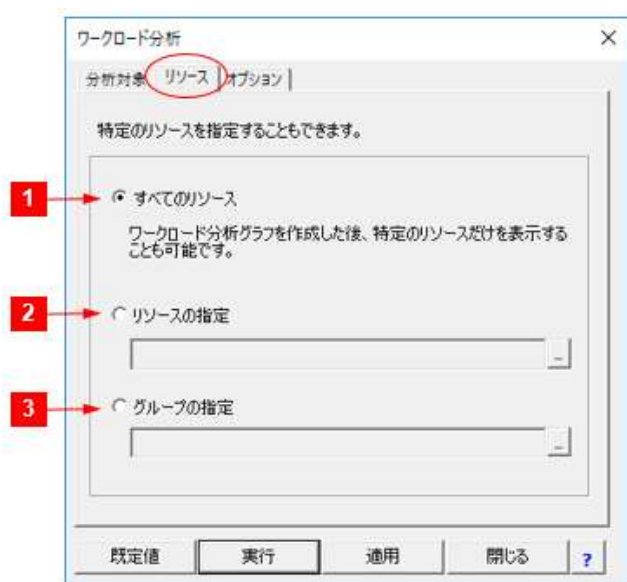 ワークロード分析
分析対象 リソース オプション
特定のリソースを指定することもできます。
1 すべてのリソース
ワークロード分析グラフを作成した後、特定のリソースだけを表示する
ことも可能です。
2 リソースの指定
...
3 グループの指定
...
既定値 実行 適用 閉じる ?